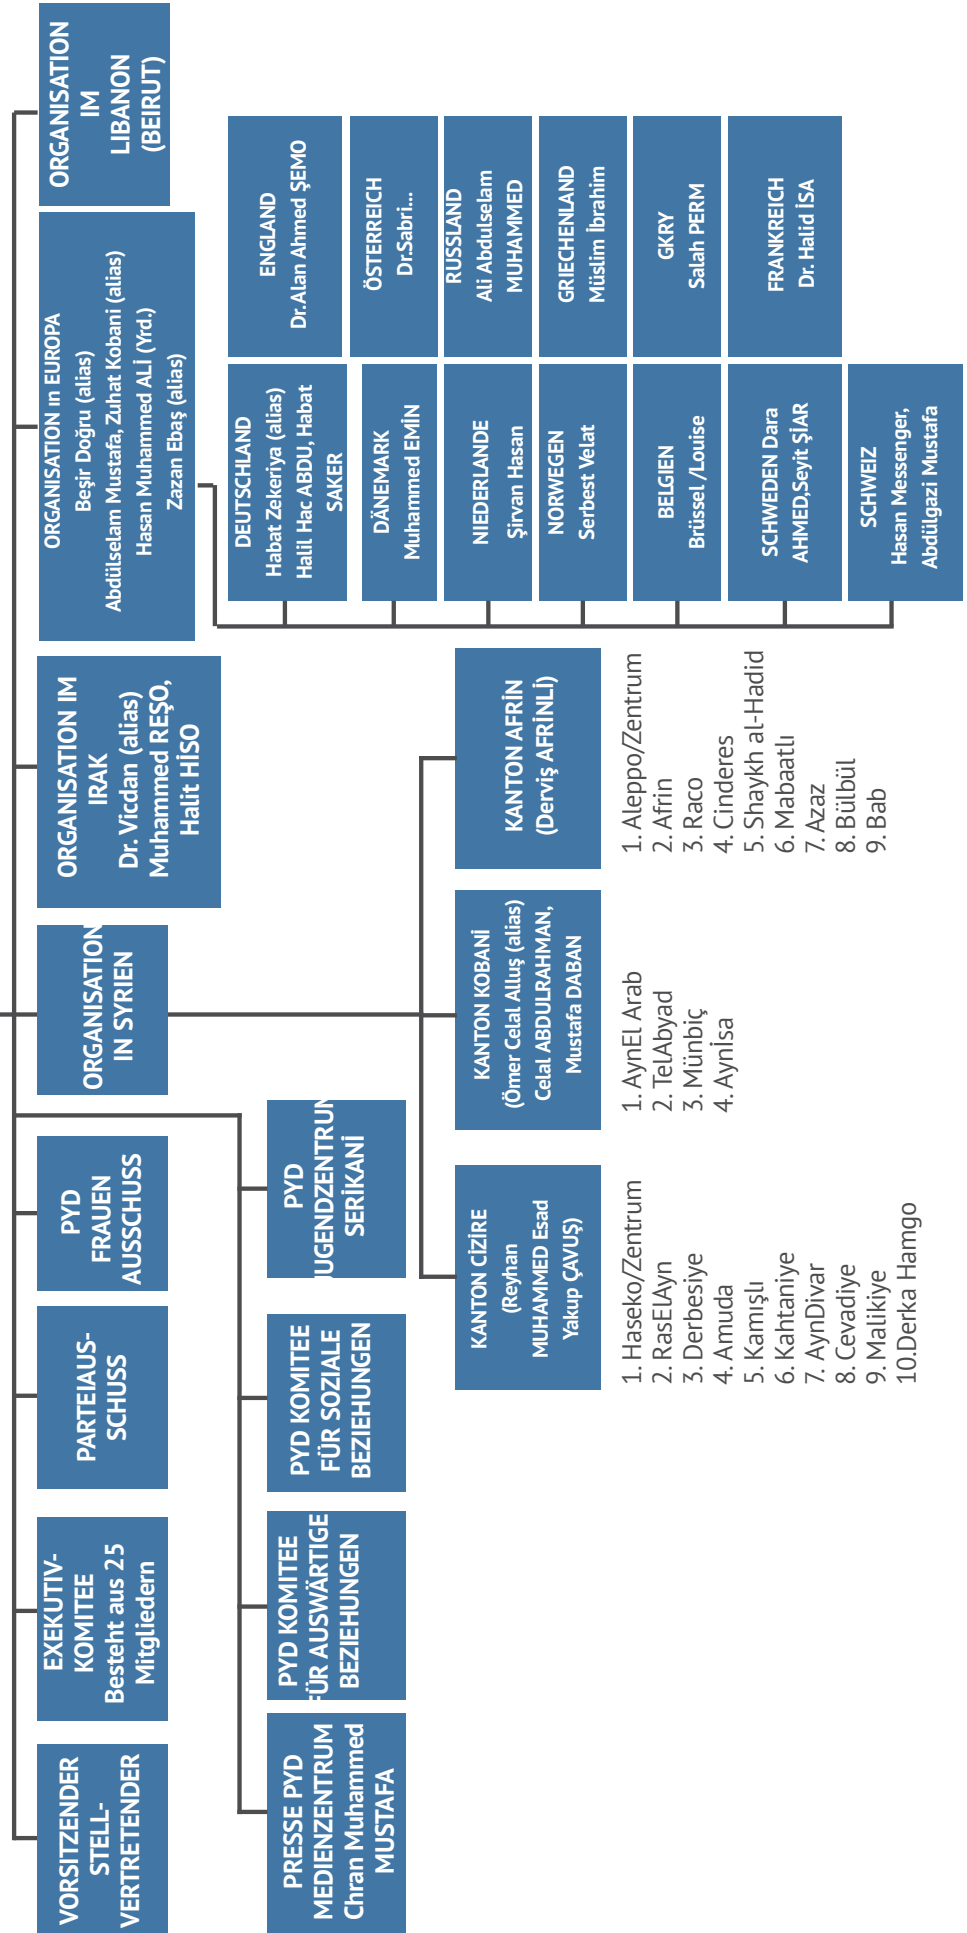 VORSITZENDER
STELL-
VERTRETENDER
EXEKUTIV-
KOMITEE
Besteht aus 25
Mitgliedern
PARTEIAUS-
SCHUSS
PYD
FRAUEN
AUSSCHUSS
ORGANISATION
IN SYRIEN
ORGANISATION IM
IRAK
Dr. Vicdan (alias)
Muhammed REŞO,
Halit HİSO
ORGANISATION ın EUROPA
Beşir Doğru (alias)
Abdülselam Mustafa, Zuhat Kobani (alias)
Hasan Muhammed ALİ (Yrd.)
Zazan Ebaş (alias)
ORGANISATION
IM
LIBANON
(BEIRUT)
PRESSE PYD
MEDIENZENTRUM
Chran Muhammed
MUSTAFA
PYD KOMITEE
FÜR AUSWÄRTIGE
BEZIEHUNGEN
PYD KOMITEE
FÜR SOZIALE
BEZIEHUNGEN
PYD
JUGENDZENTRUM
SERİKANİ
KANTON CİZİRE
(Reyhan
MUHAMMED Esad
Yakup ÇAVUŞ)
1. Haseko/Zentrum
2. RasElAyn
3. Derbesiye
4. Amuda
5. Kamışlı
6. Kahtaniye
7. AynDivar
8. Cevadiye
9. Malikiye
10.Derka Hamgo
KANTON KOBANİ
(Ömer Celal Alluş (alias)
Celal ABDULRAHMAN,
Mustafa DABAN
1. AynEl Arab
2. TelAbyad
3. Münbiç
4. Aynİsa
KANTON AFRİN
(Derviş AFRİNLİ)
1. Aleppo/Zentrum
2. Afrin
3. Raco
4. Cinderes
5. Shaykh al-Hadid
6. Mabaatlı
7. Azaz
8. Bülbül
9. Bab
DEUTSCHLAND
Habat Zekeriya (alias)
Halil Hac ABDU, Habat
SAKER
DÄNEMARK
Muhammed EMİN
NIEDERLANDE
Şirvan Hasan
NORWEGEN
Serbest Velat
BELGIEN
Brüssel /Louise
SCHWEDEN Dara
AHMED,Seyit ŞİAR
SCHWEIZ
Hasan Messenger,
Abdülgazi Mustafa
ENGLAND
Dr.Alan Ahmed ŞEMO
ÖSTERREICH
Dr.Sabri...
RUSSLAND
Ali Abdulselam
MUHAMMED
GRIECHENLAND
Müslim İbrahim
GKRY
Salah PERM
FRANKREICH
Dr. Halid İSA